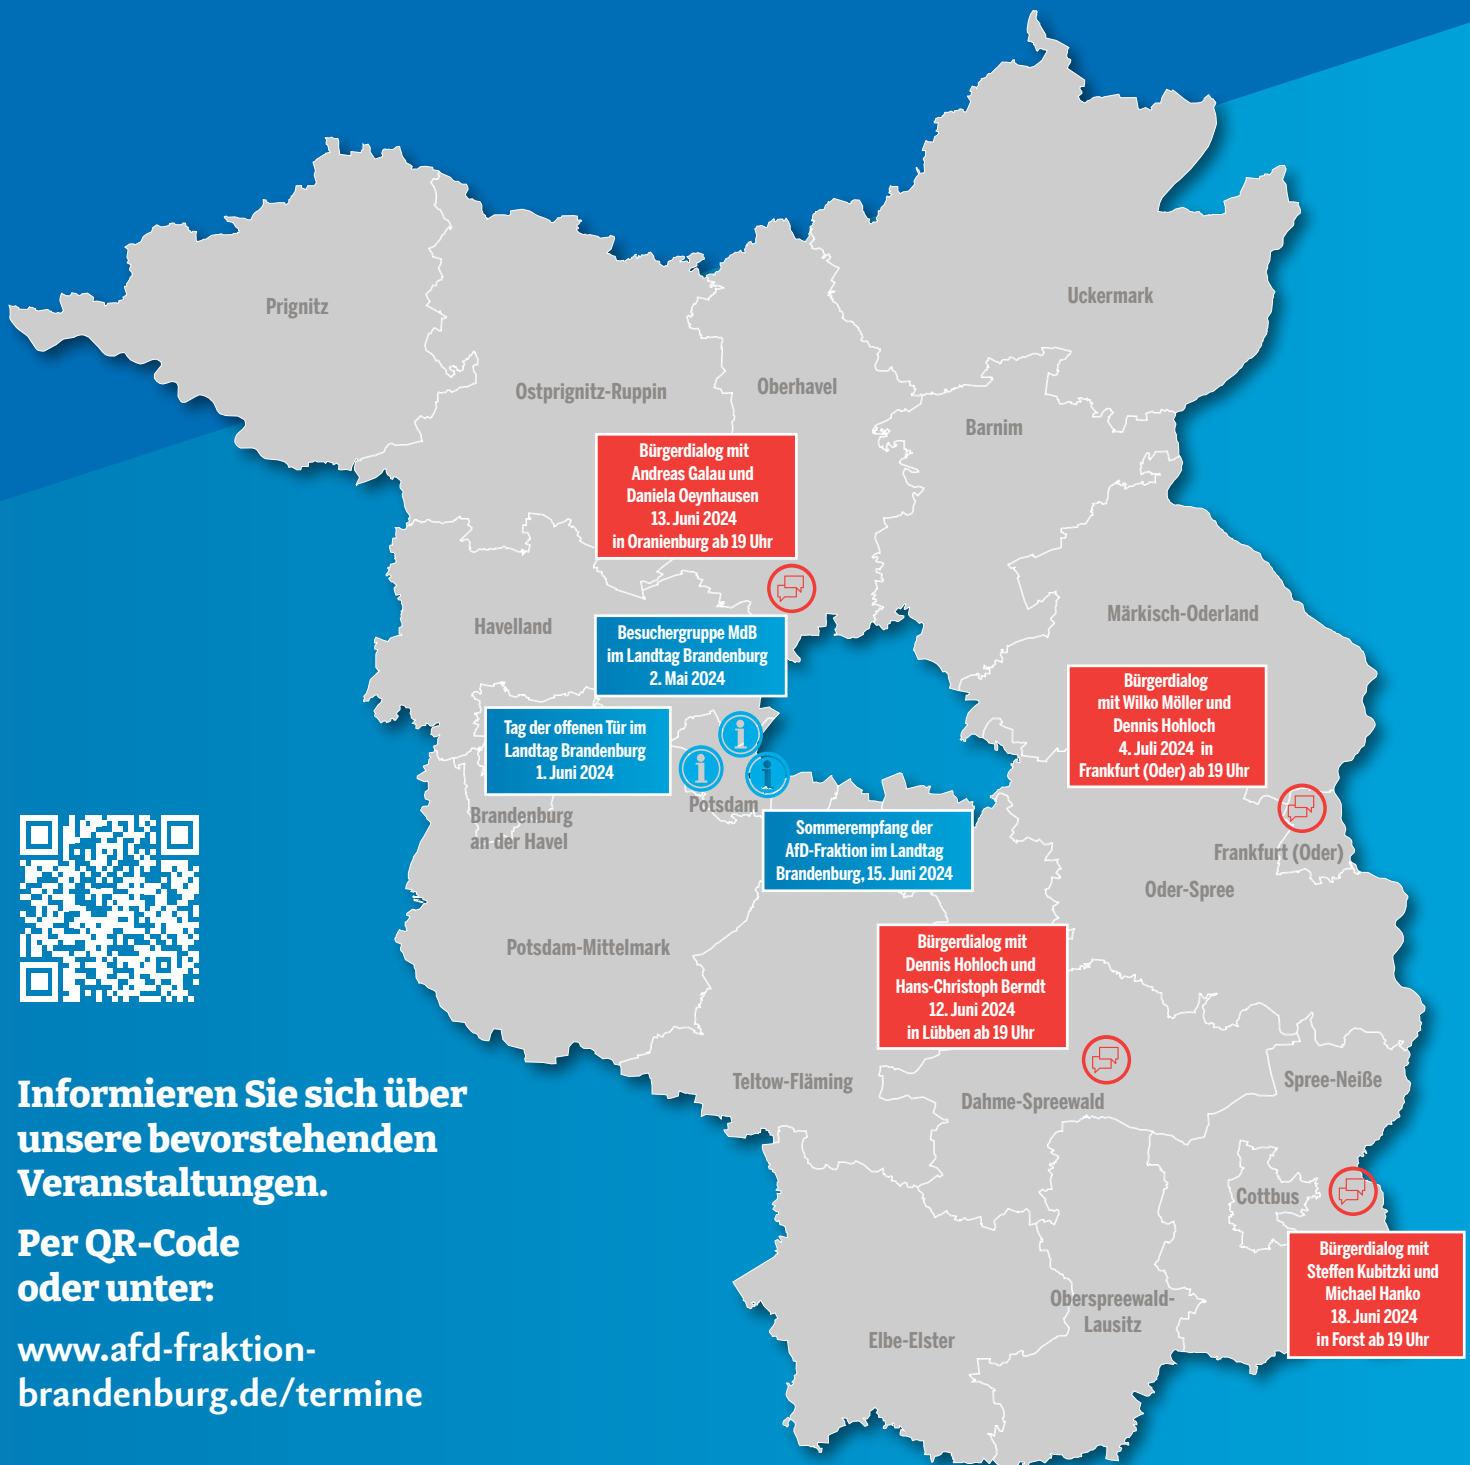 Prignitz
Uckermark
Ostprignitz-Ruppin
Oberhavel
Barnim
Bürgerdialog mit
Andreas Galau und
Daniela Oeynhausen
13. Juni 2024
in Oranienburg ab 19 Uhr
Havelland
Märkisch-Oderland
Besuchergruppe MdB
im Landtag Brandenburg
2. Mai 2024
Bürgerdialog
mit Wilko Möller und
Dennis Hohloch
4. Juli 2024 in
Frankfurt (Oder) ab 19 Uhr
Tag der offenen Tür im
Landtag Brandenburg
1. Juni 2024
Potsdam
Brandenburg
an der Havel
Sommerempfang der
AfD-Fraktion im Landtag
Brandenburg, 15. Juni 2024
Frankfurt (Oder)
Oder-Spree
Potsdam-Mittelmark
Bürgerdialog mit
Dennis Hohloch und
Hans-Christoph Berndt
12. Juni 2024
in Lübben ab 19 Uhr
Teltow-Fläming
Dahme-Spreewald
Spree-Neiße
Cottbus
Bürgerdialog mit
Steffen Kubitzki und
Michael Hanko
18. Juni 2024
in Forst ab 19 Uhr
Oberspreewald-
Lausitz
Elbe-Elster
Informieren Sie sich über
unsere bevorstehenden
Veranstaltungen.
Per QR-Code
oder unter:
www.afd-fraktion-
brandenburg.de/termine